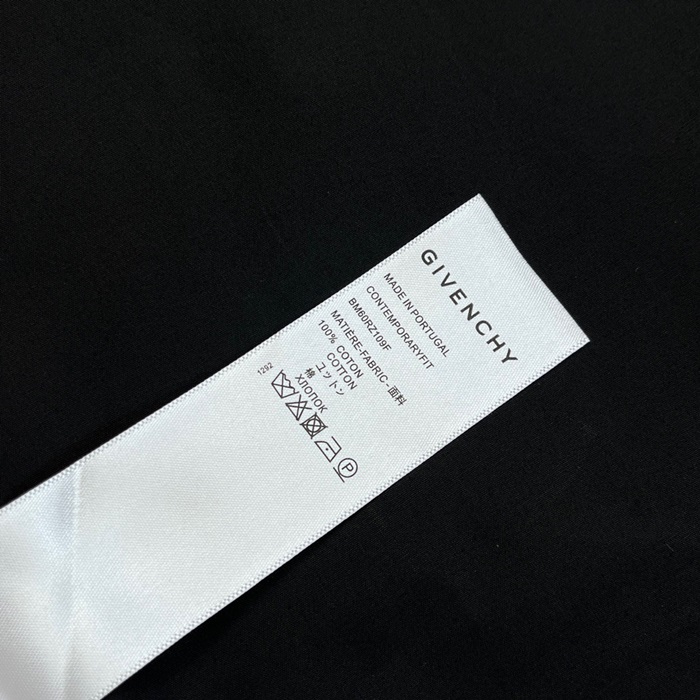 GIVENCHY
MADE IN PORTUGAL
CONTEMPORARYFIT
BM60RZ109F
MATIÈRE-FABRIC-面料
100% COTON
COTTON
コットン
棉
ХЛОПОК
1292
P